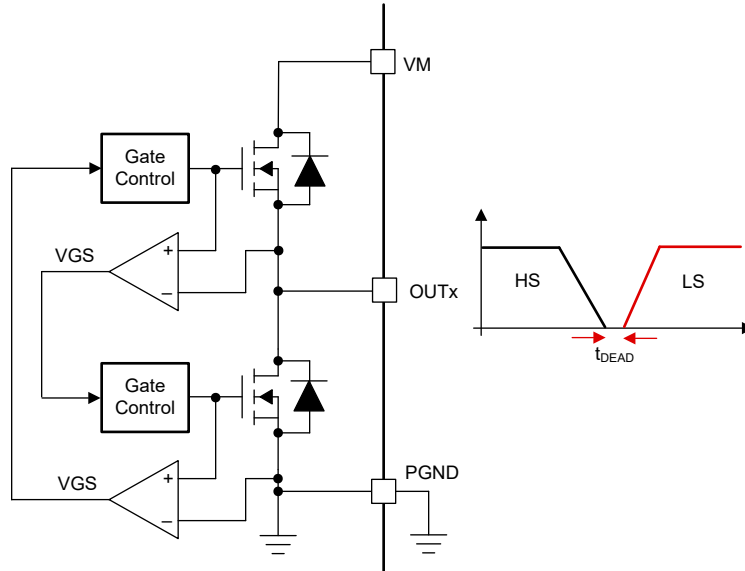 VM
Gate
Control
+
VGS
−
OUTx
HS
LS
tDEAD
Gate
Control
PGND
+
VGS
−